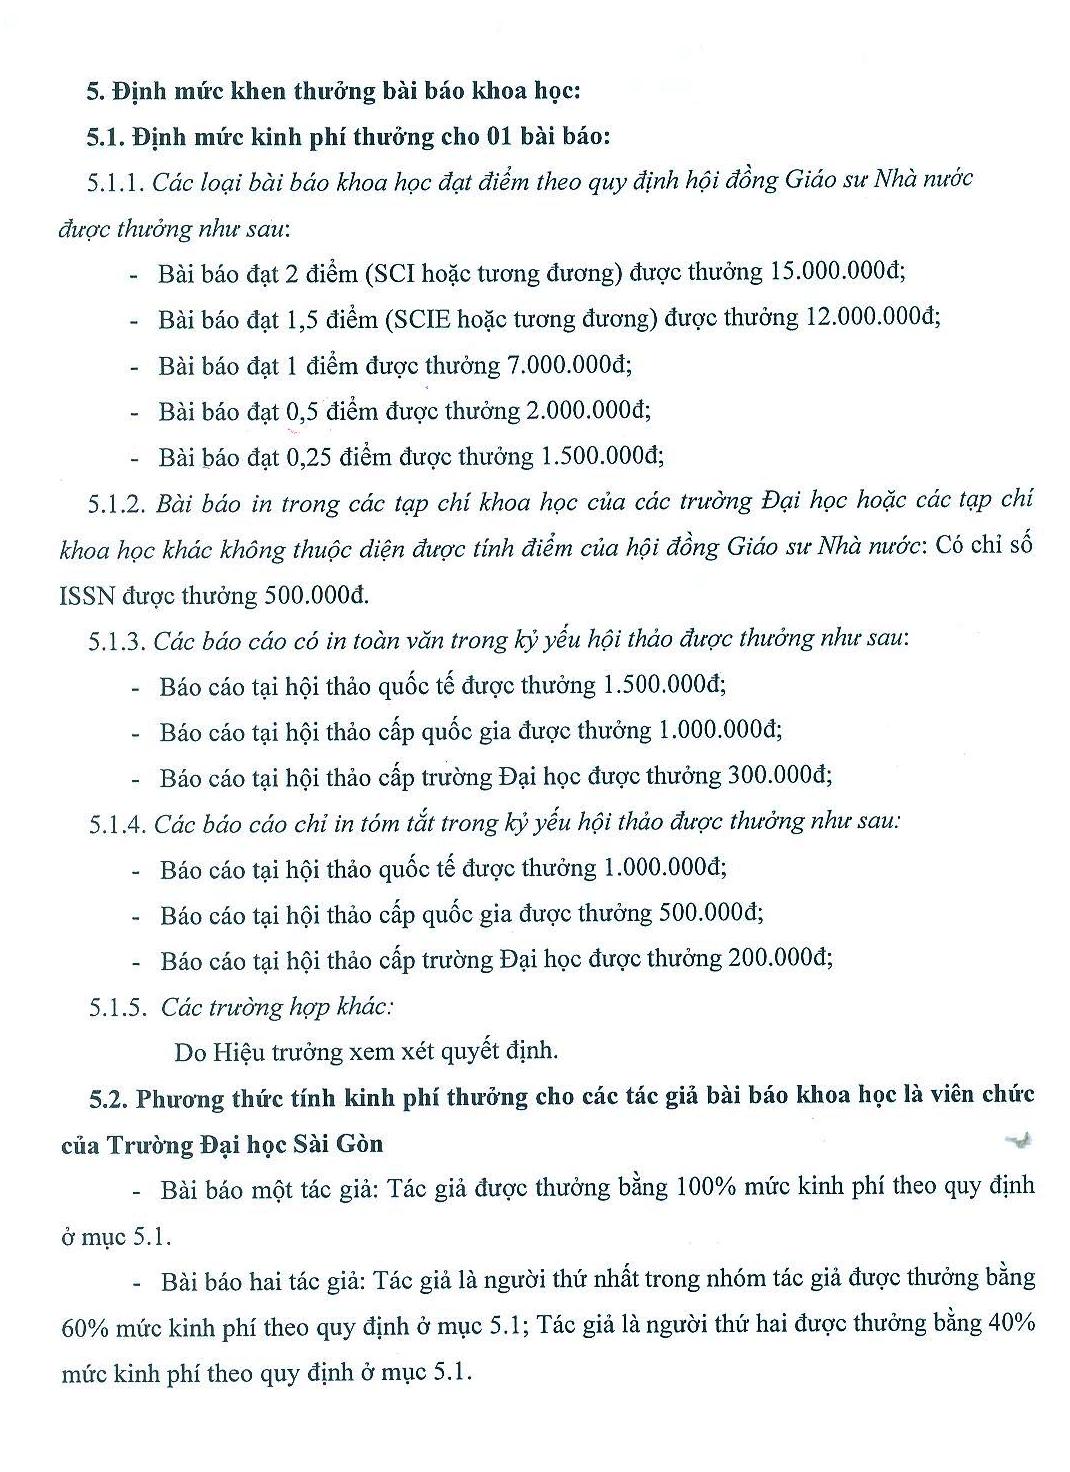 5. Định mức khen thưởng bài báo khoa học:
5.1. Định mức kinh phí thưởng cho 01 bài báo:
5.1.1. Các loại bài báo khoa học đạt điểm theo quy định hội đồng Giáo sư Nhà nước
được thưởng như sau:
- Bài báo đạt 2 điểm (SCI hoặc tương đương) được thưởng 15.000.000đ;
- Bài báo đạt 1,5 điểm (SCIE hoặc tương đương) được thưởng 12.000.000đ;
- Bài báo đạt 1 điểm được thưởng 7.000.000đ;
- Bài báo đạt 0,5 điểm được thưởng 2.000.000đ;
- Bài báo đạt 0,25 điểm được thưởng 1.500.000đ;
5.1.2. Bài báo in trong các tạp chí khoa học của các trường Đại học hoặc các tạp chí
khoa học khác không thuộc diện được tính điểm của hội đồng Giáo sư Nhà nước: Có chỉ số
ISSN được thưởng 500.000đ.
5.1.3. Các báo cáo có in toàn văn trong kỷ yếu hội thảo được thưởng như sau:
- Báo cáo tại hội thảo quốc tế được thưởng 1.500.000đ;
- Báo cáo tại hội thảo cấp quốc gia được thưởng 1.000.000đ;
- Báo cáo tại hội thảo cấp trường Đại học được thưởng 300.000đ;
5.1.4. Các báo cáo chỉ in tóm tắt trong kỷ yếu hội thảo được thưởng như sau:
- Báo cáo tại hội thảo quốc tế được thưởng 1.000.000đ;
- Báo cáo tại hội thảo cấp quốc gia được thưởng 500.000đ;
- Báo cáo tại hội thảo cấp trường Đại học được thưởng 200.000đ;
5.1.5. Các trường hợp khác:
Do Hiệu trưởng xem xét quyết định.
5.2. Phương thức tính kinh phí thưởng cho các tác giả bài báo khoa học là viên chức
của Trường Đại học Sài Gòn
- Bài báo một tác giả: Tác giả được thưởng bằng 100% mức kinh phí theo quy định
ở mục 5.1.
- Bài báo hai tác giả: Tác giả là người thứ nhất trong nhóm tác giả được thưởng bằng
60% mức kinh phí theo quy định ở mục 5.1; Tác giả là người thứ hai được thưởng bằng 40%
mức kinh phí theo quy định ở mục 5.1.